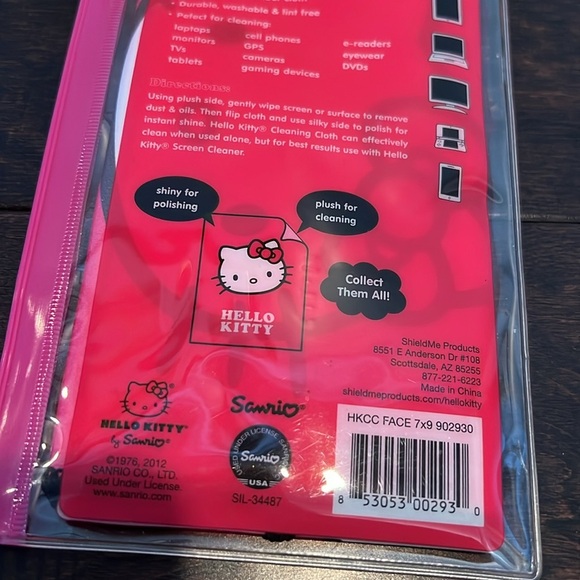 • Durable, washable & lint free
• Pefect for cleaning:
laptops cell phones e-readers
monitors GPS eyewear
TVs cameras DVDs
tablets gaming devices
Directions:
Using plush side, gently wipe screen or surface to remove
dust & oils. Then flip cloth and use silky side to polish for
instant shine. Hello Kitty® Cleaning Cloth can effectively
clean when used alone, but for best results use with Hello
Kitty® Screen Cleaner.
shiny for
polishing
plush for
cleaning
HELLO
KITTY
Collect
Them All!
ShieldMe Products
8551 E Anderson Dr #108
Scottsdale, AZ 85255
877-221-6223
Made in China
shieldmeproducts.com/hellokitty
HELLO KITTY®
by Sanrio®
©1976, 2012
SANRIO CO., LTD.
Used Under License.
www.sanrio.com
Sanrio
USED UNDER LICENSE
Sanrio
USA
SIL-34487
HKCC FACE 7x9 902930
8 53053 00293 0